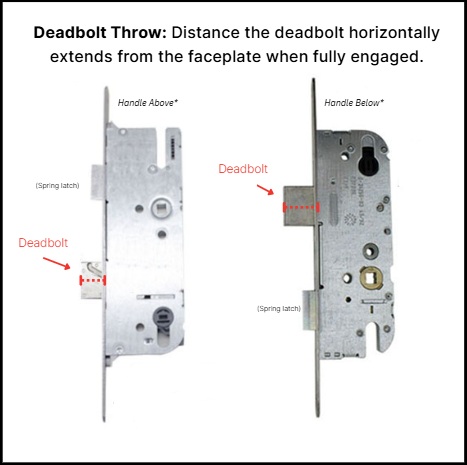 Deadbolt Throw: Distance the deadbolt horizontally
extends from the faceplate when fully engaged.
Handle Above*
Handle Below*
Deadbolt
(Spring latch)
Deadbolt
(Spring latch)